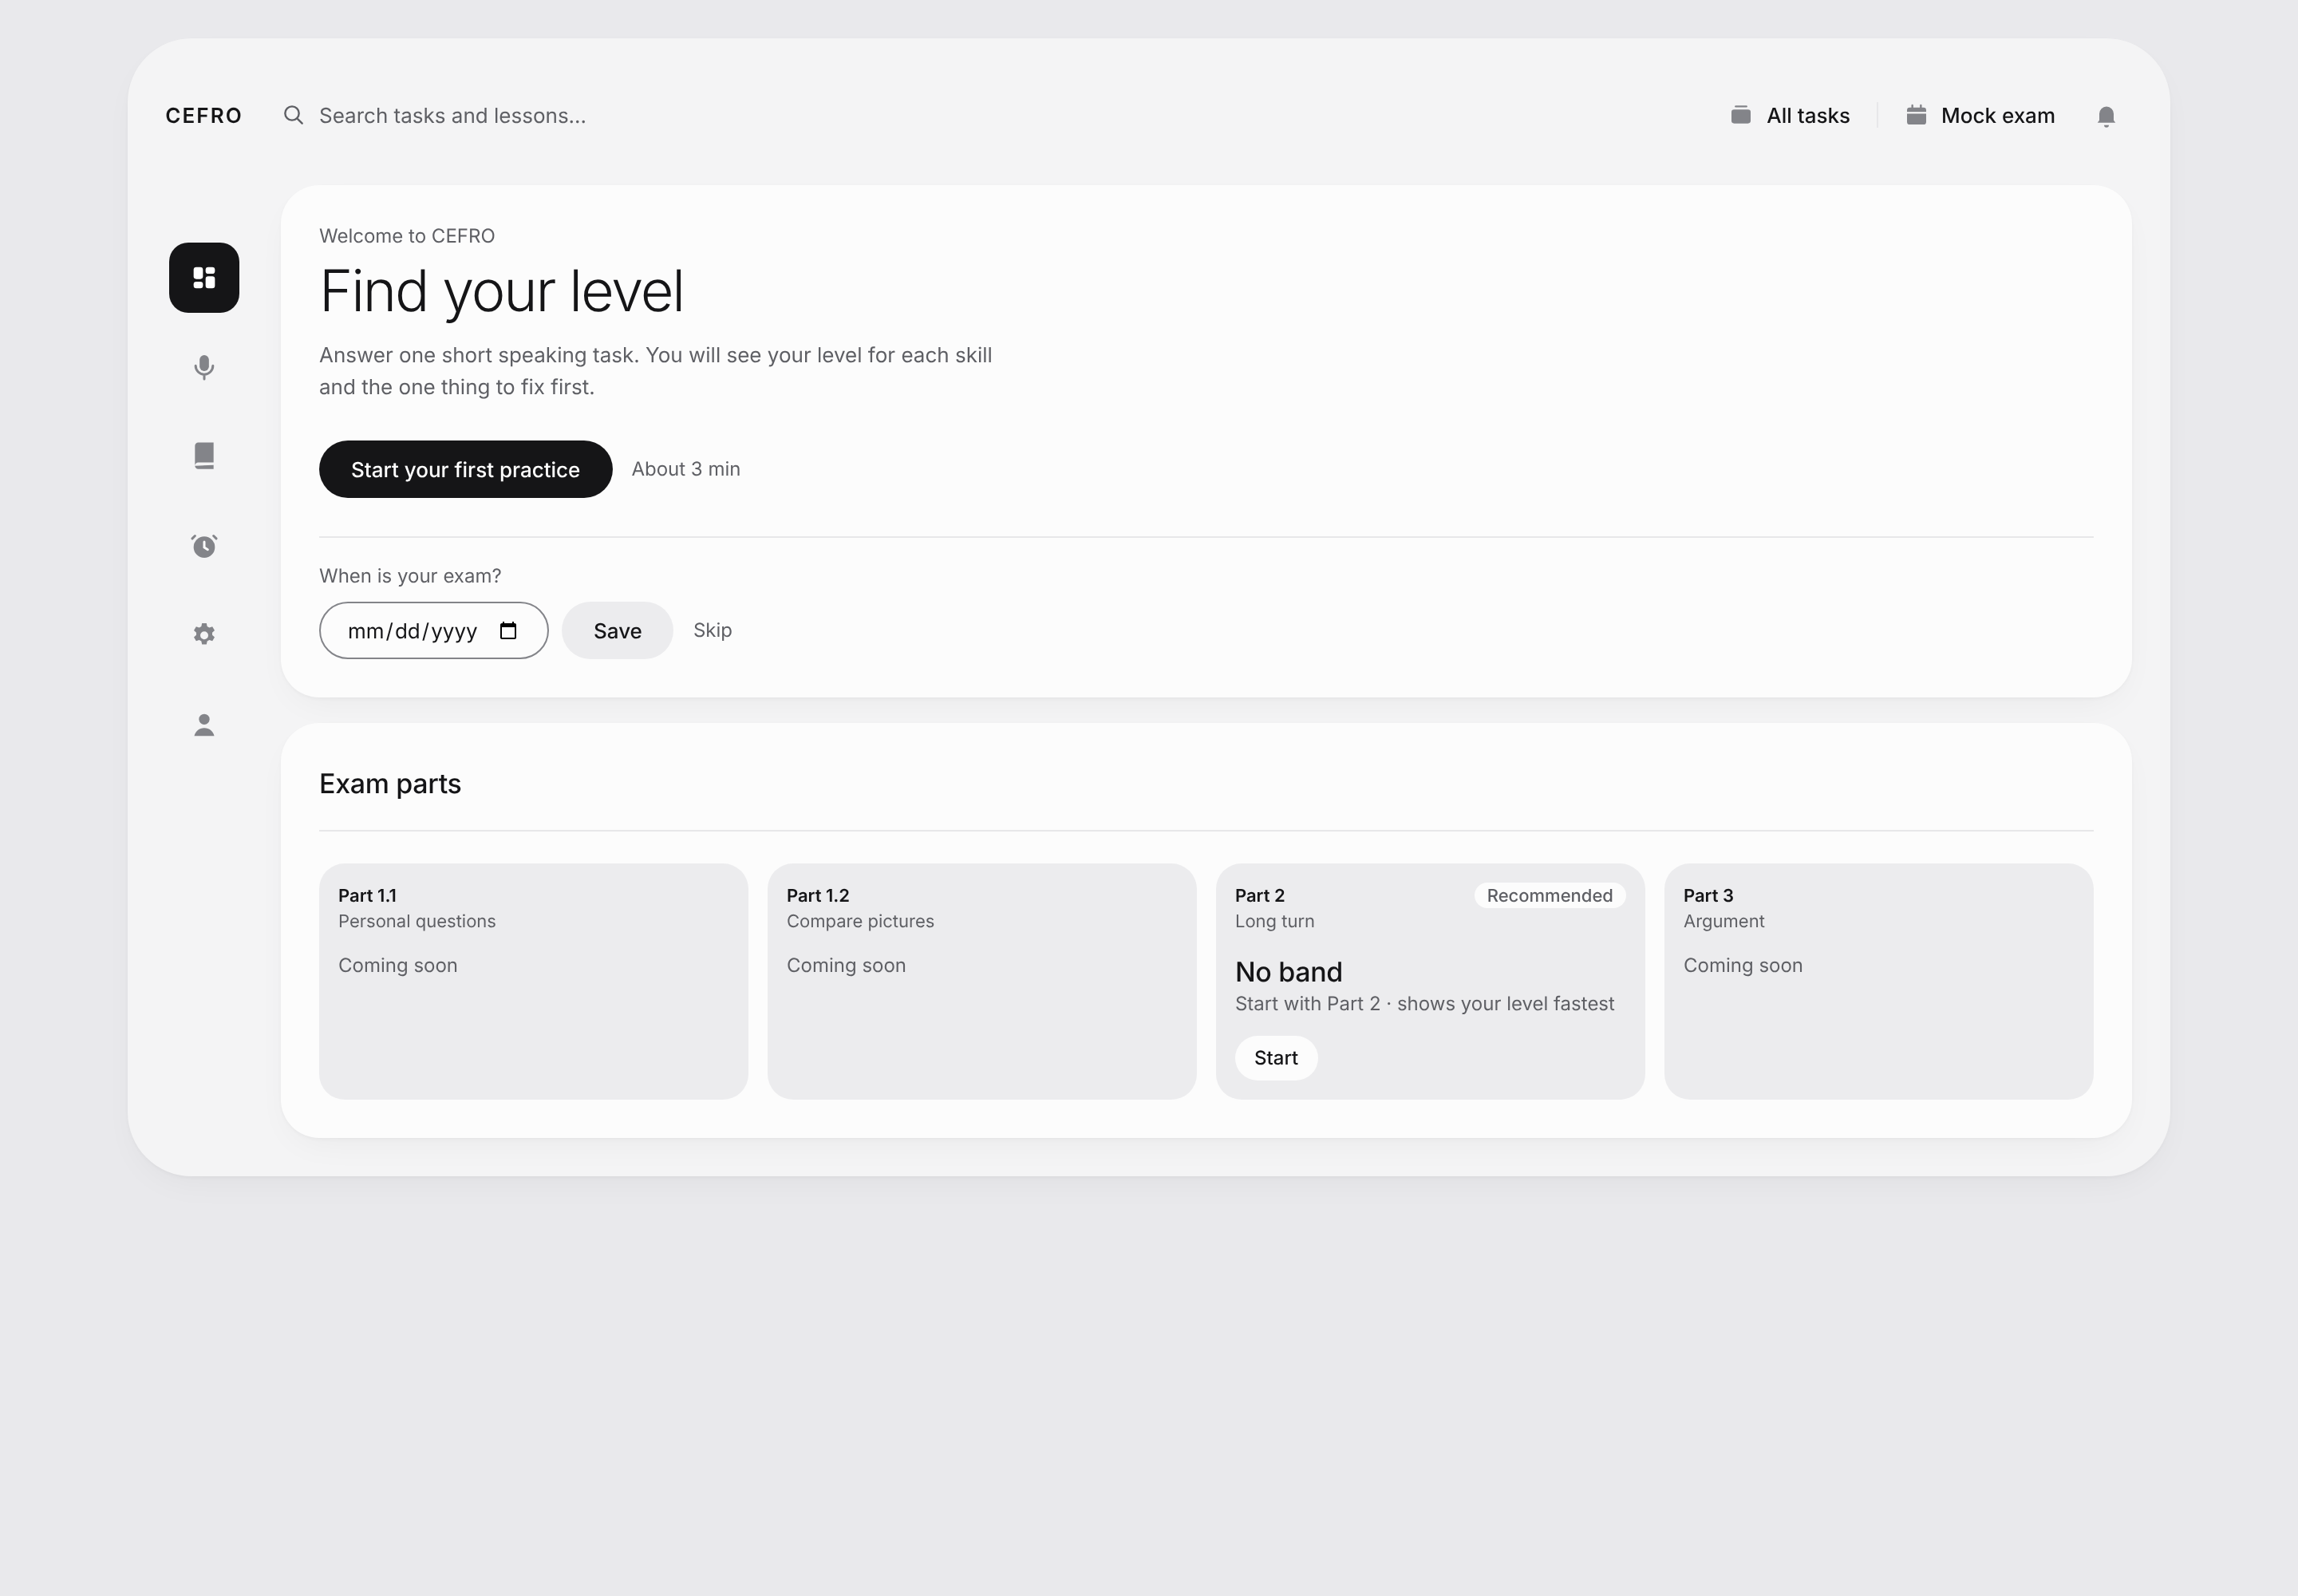 CEFRO
Search tasks and lessons...
All tasks
Mock exam
Welcome to CEFRO
Find your level
Answer one short speaking task. You will see your level for each skill
and the one thing to fix first.
Start your first practice
About 3 min
When is your exam?
mm/dd/yyyy
Save
Skip
Exam parts
Part 1.1
Personal questions
Coming soon
Part 1.2
Compare pictures
Coming soon
Part 2
Recommended
Long turn
No band
Start with Part 2 · shows your level fastest
Start
Part 3
Argument
Coming soon